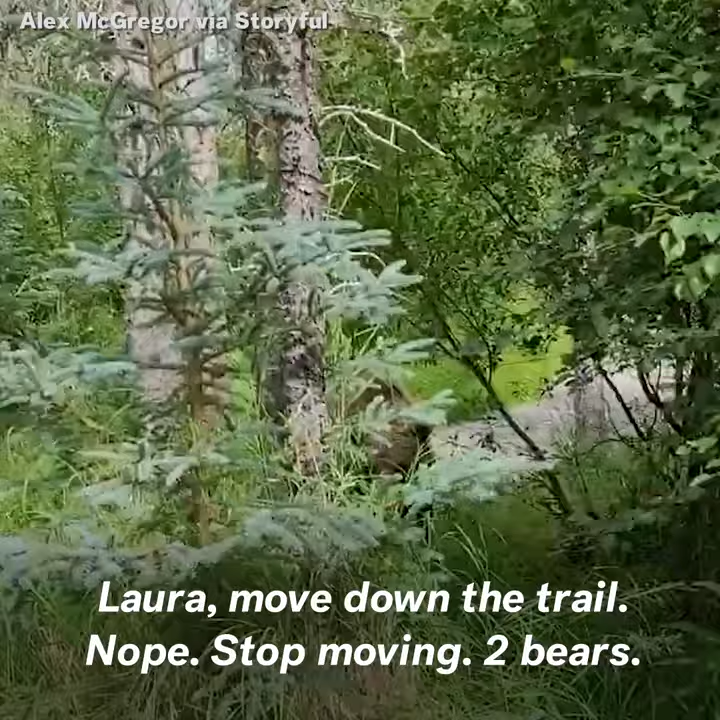 Alex McGregor via Storyful
Laura, move down the trail.
Nope. Stop moving. 2 bears.